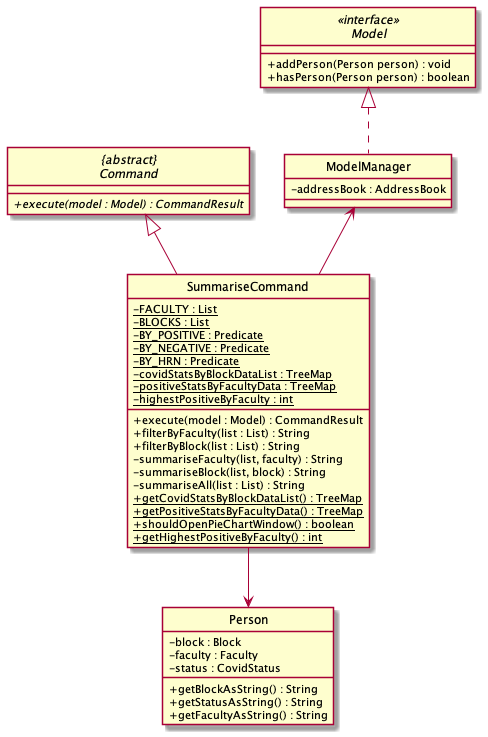 «interface»
Model
+addPerson(Person person) : void
+hasPerson(Person person) : boolean
{abstract}
Command
+execute(model : Model) : CommandResult
ModelManager
-addressBook : AddressBook
SummariseCommand
-FACULTY : List
-BLOCKS : List
-BY_POSITIVE : Predicate
-BY_NEGATIVE : Predicate
-BY_HRN : Predicate
-covidStatsByBlockDataList : TreeMap
-positiveStatsByFacultyData : TreeMap
-highestPositiveByFaculty : int
+execute(model : Model) : CommandResult
+filterByFaculty(list : List) : String
+filterByBlock(list : List) : String
-summariseFaculty(list, faculty) : String
-summariseBlock(list, block) : String
-summariseAll(list : List) : String
+getCovidStatsByBlockDataList() : TreeMap
+getPositiveStatsByFacultyData() : TreeMap
+shouldOpenPieChartWindow() : boolean
+getHighestPositiveByFaculty() : int
Person
-block : Block
-faculty : Faculty
-status : CovidStatus
+getBlockAsString() : String
+getStatusAsString() : String
+getFacultyAsString() : String